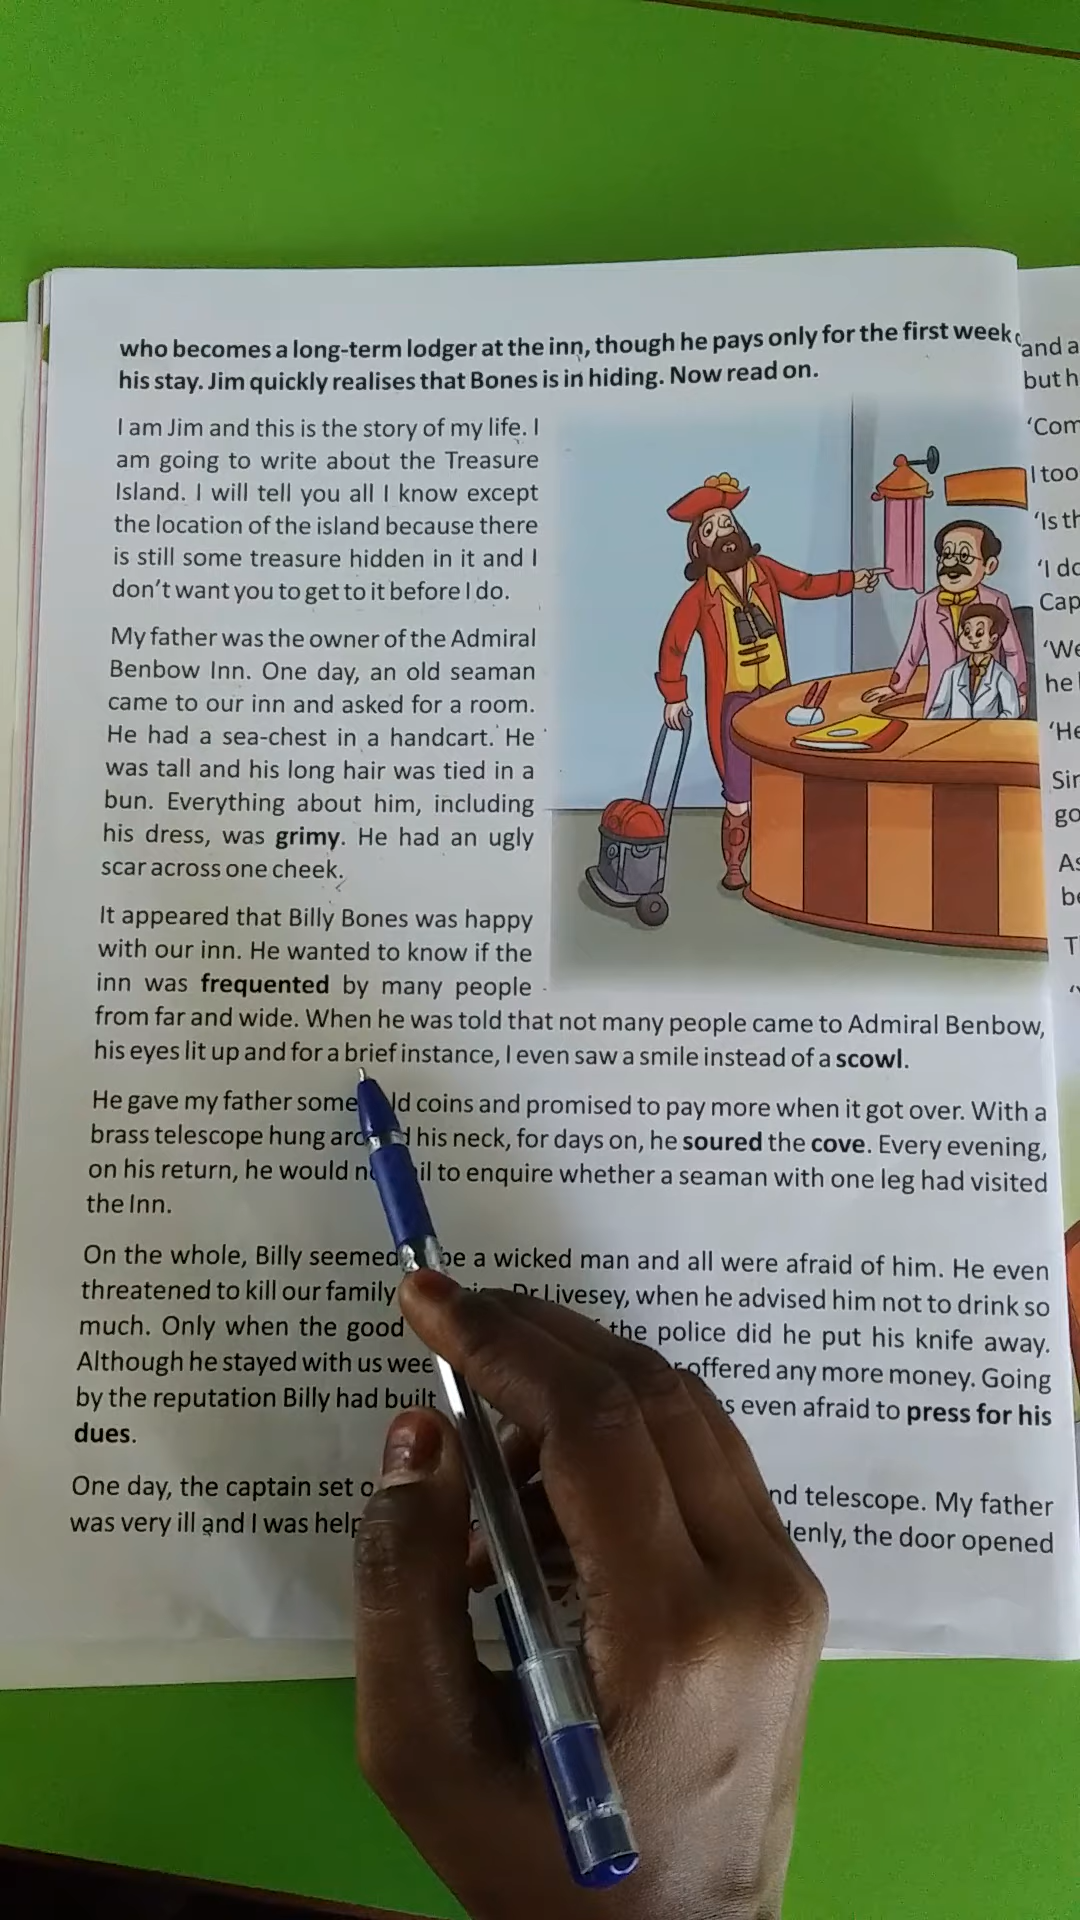 who becomes a long-term lodger at the inn, though he pays only for the first week
his stay. Jim quickly realises that Bones is in hiding. Now read on.
I am Jim and this is the story of my life. I
am going to write about the Treasure
Island. I will tell you all I know except
the location of the island because there
is still some treasure hidden in it and I
don't want you to get to it before I do.
My father was the owner of the Admiral
Benbow Inn. One day, an old seaman
came to our inn and asked for a room.
He had a sea-chest in a handcart. He
was tall and his long hair was tied in a
bun. Everything about him, including
his dress, was grimy. He had an ugly
scar across one cheek.
It appeared that Billy Bones was happy
with our inn. He wanted to know if the
inn was frequented by many people
from far and wide. When he was told that not many people came to Admiral Benbow,
his eyes lit up and for a brief instance, I even saw a smile instead of a scowl.
He gave my father some coins and promised to pay more when it got over. With a
brass telescope hung his neck, for days on, he soured the cove. Every evening,
on his return, he would to enquire whether a seaman with one leg had visited
the Inn.
On the whole, Billy seemed be a wicked man and all were afraid of him. He even
threatened to kill our family Dr Livesey, when he advised him not to drink so
much. Only when the good the police did he put his knife away.
Although he stayed with us offered any more money. Going
by the reputation Billy had built even afraid to press for his
dues.
One day, the captain set nd telescope. My father
was very ill and I was help denly, the door opened
and a
but h
'Com
I too
'Is th
'I do
Cap
'We
he
'He
Sir
go
As
be
T